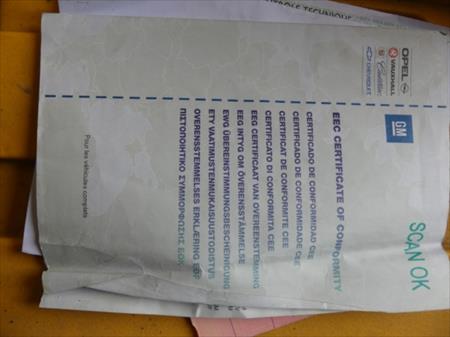 SCAN OK
OPEL
VAUXHALL
Cadillac
CHEVROLET
GM
EEC CERTIFICATE OF CONFORMITY
CERTIFICADO DE CONFORMIDAD CEE
CERTIFICADO DE CONFORMIDADE CEE
CERTIFICAT DE CONFORMITE CEE
CERTIFICATO DI CONFORMITA CEE
EEG CERTIFICAAT VAN OVEREENSTEMMING
EEG INTYG OM ÖVERENSSTÄMMELSE
EWG ÜBEREINSTIMMUNGSBESCHEINIGUNG
ETY VAATIMUSTENMUKAISUUSTODISTUS
OVERENSSTEMMELSES ERKLÆRING EØF
ΠΙΣΤΟΠΟΙΗΤΙΚΟ ΣΥΜΜΟΡΦΩΣΗΣ ΕΟΚ
Pour les véhicules complets
TECHNIQUE